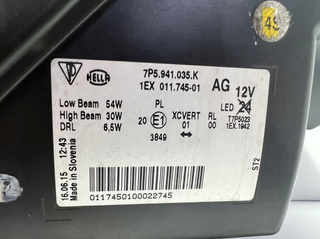 49
P
HELLA
7P5.941.035.K
1EX 011.745-01
AG 12V
LED 24
Low Beam 54W
High Beam 30W
DRL 6,5W
PL
20 E1
3849
XCVERT
01
RL
00
T7P5023
1EX.1942
16.06.15 12:43
Made in Slovenia
ST2
0117450100022745